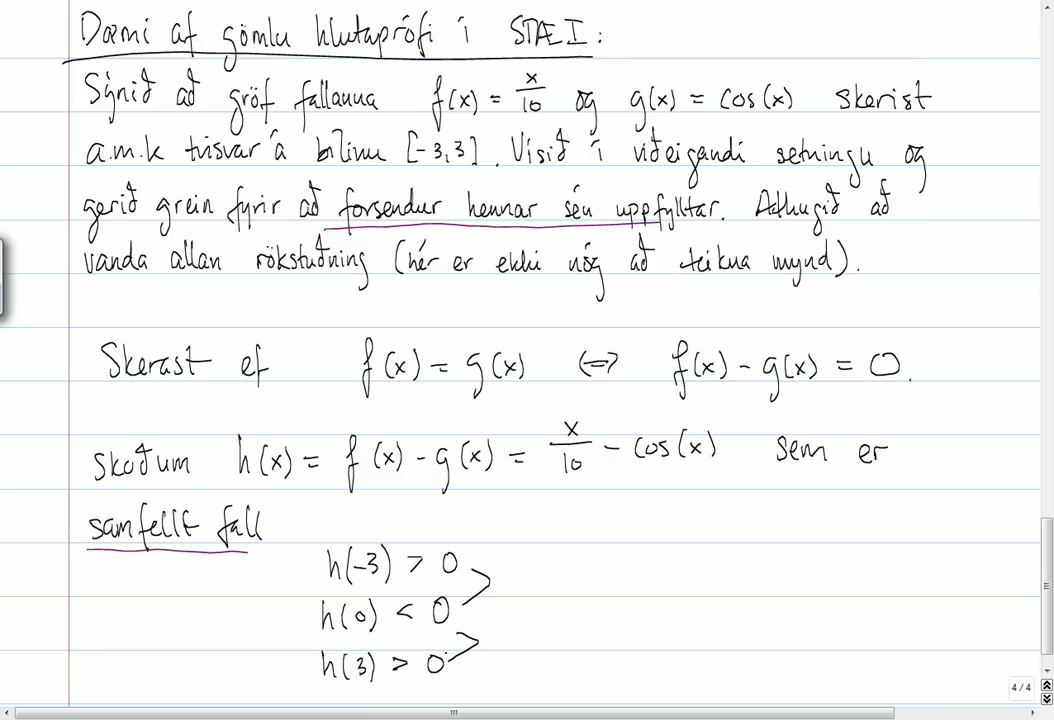 Dæmi af gömlu hlutaprófi í STÆ I:
Sýnið að gröf fallanna f(x) = x/10 og g(x) = cos(x) skerist
a.m.k tvisvar á bilinu [-3,3]. Vísið í viðeigandi setningu og
gerið grein fyrir að forsendur hennar séu uppfylltar. Athugið að
vanda allan rökstuðning (hér er ekki nóg að teikna mynd).
Skerast ef f(x) = g(x) ⇔ f(x) - g(x) = 0.
Skoðum h(x) = f(x) - g(x) = x/10 - cos(x) sem er
samfellt fall
h(-3) > 0
h(0) < 0
h(3) > 0
4 / 4